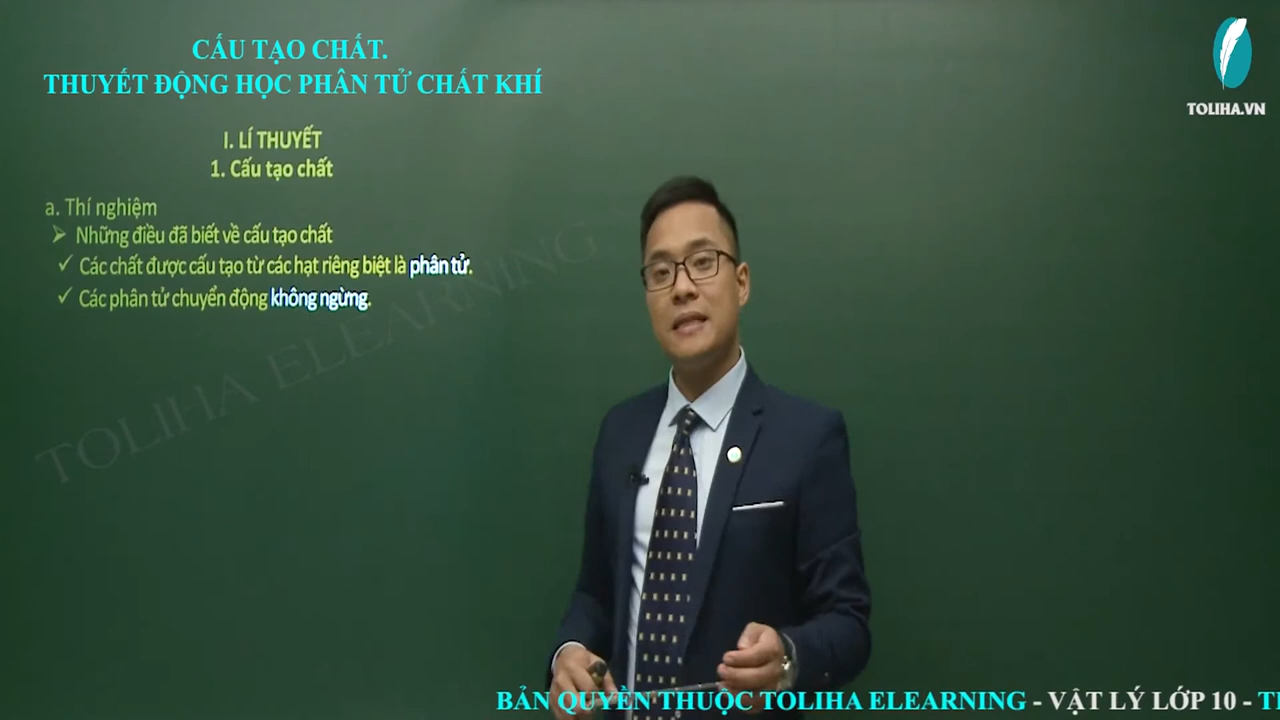 CẤU TẠO CHẤT.
THUYẾT ĐỘNG HỌC PHÂN TỬ CHẤT KHÍ
TOLIHA.VN
I. LÍ THUYẾT
1. Cấu tạo chất
a. Thí nghiệm
Những điều đã biết về cấu tạo chất
Các chất được cấu tạo từ các hạt riêng biệt là phân tử.
Các phân tử chuyển động không ngừng.
TOLIHA ELEARNING
BẢN QUYỀN THUỘC TOLIHA ELEARNING - VẬT LÝ LỚP 10 -